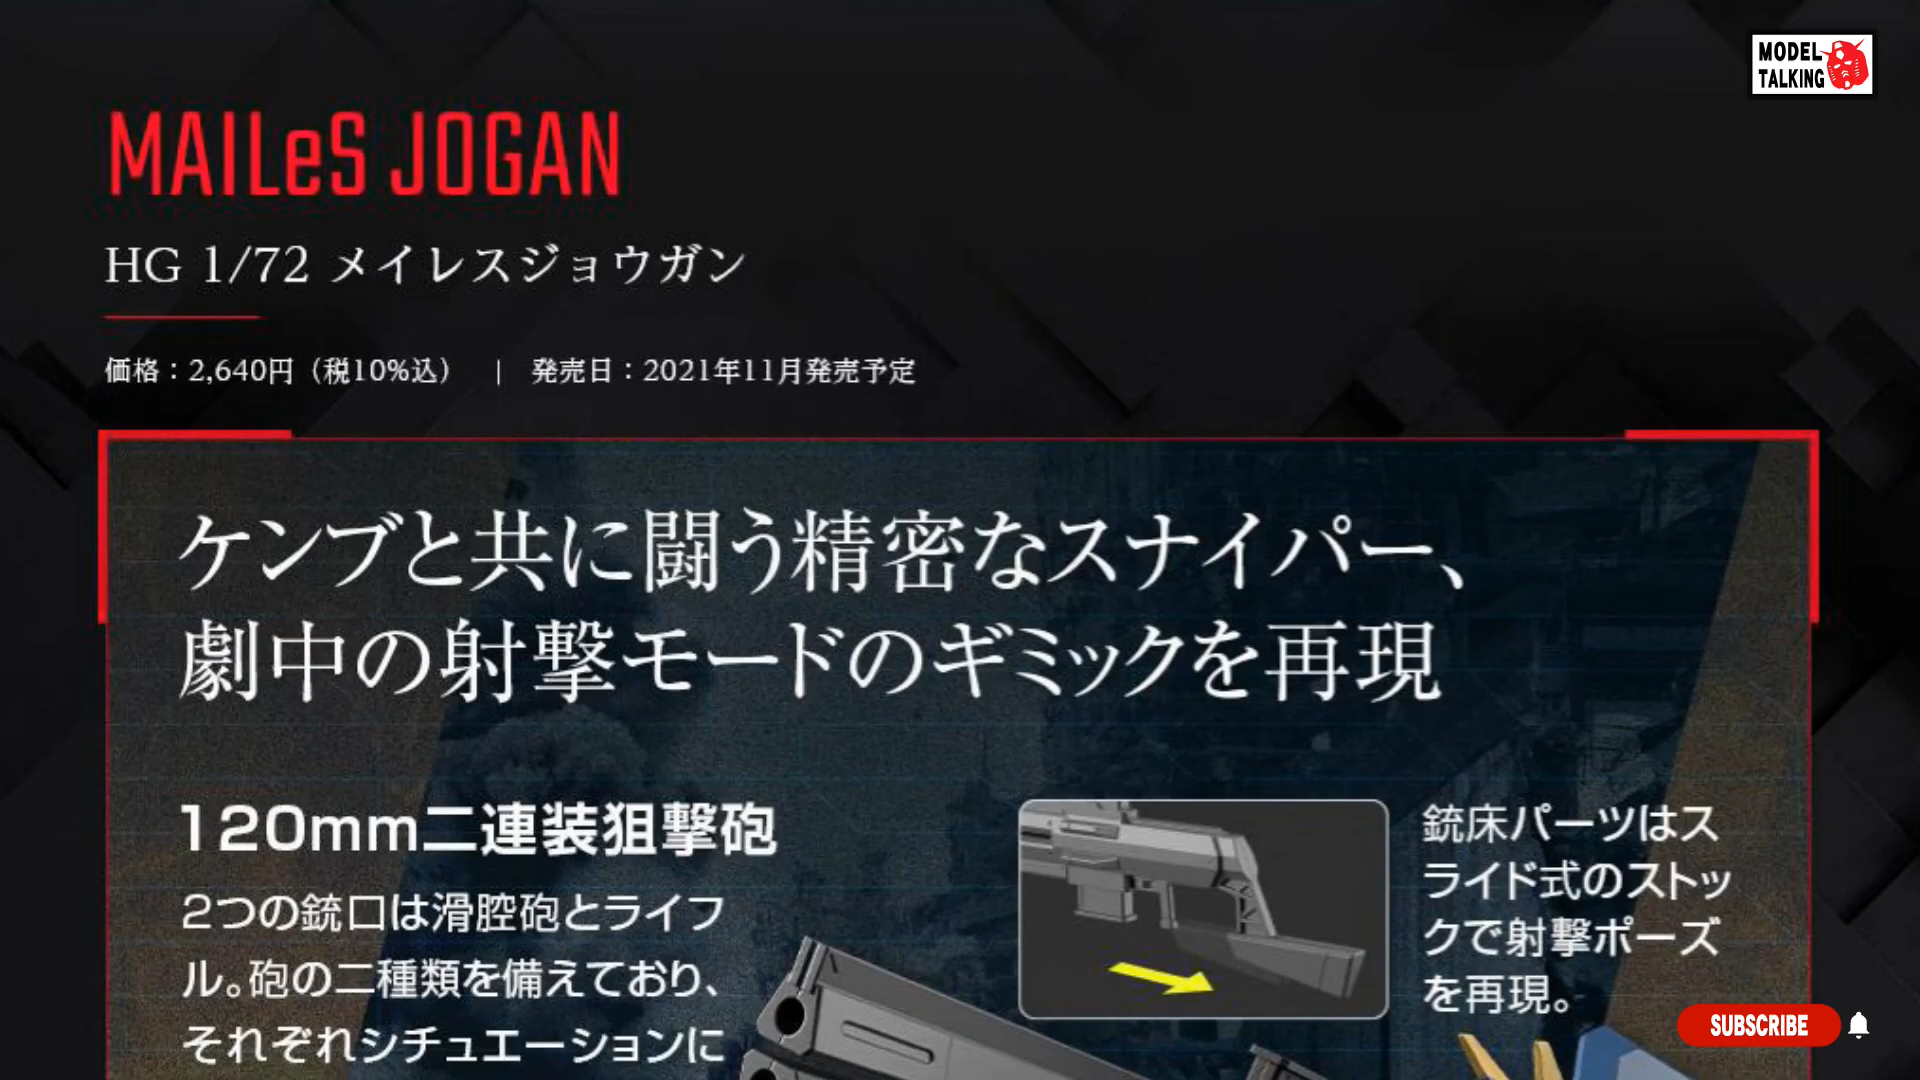 MODEL
TALKING
MAILeS JOGAN
HG 1/72 メイレスジョウガン
価格：2,640円（税10%込） | 発売日：2021年11月発売予定
ケンブと共に闘う精密なスナイパー、
劇中の射撃モードのギミックを再現
120mm二連装狙撃砲
2つの銃口は滑腔砲とライフ
ル。砲の二種類を備えており、
それぞれシチュエーションに
銃床パーツはス
ライド式のストッ
クで射撃ポーズ
を再現。
SUBSCRIBE